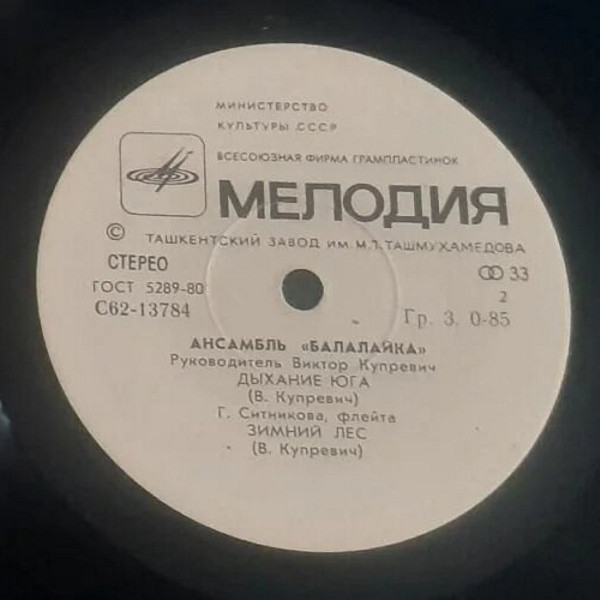 МИНИСТЕРСТВО
КУЛЬТУРЫ СССР
ВСЕСОЮЗНАЯ ФИРМА ГРАМПЛАСТИНОК
МЕЛОДИЯ
© ТАШКЕНТСКИЙ ЗАВОД ИМ. М.Т. ТАШМУХАМЕДОВА
СТЕРЕО
33
ГОСТ 5289-80
2
С62-13784
Гр. 3. 0-85
АНСАМБЛЬ «БАЛАЛАЙКА»
Руководитель Виктор Купревич
ДЫХАНИЕ ЮГА
(В. Купревич)
Г. Ситникова, флейта
ЗИМНИЙ ЛЕС
(В. Купревич)